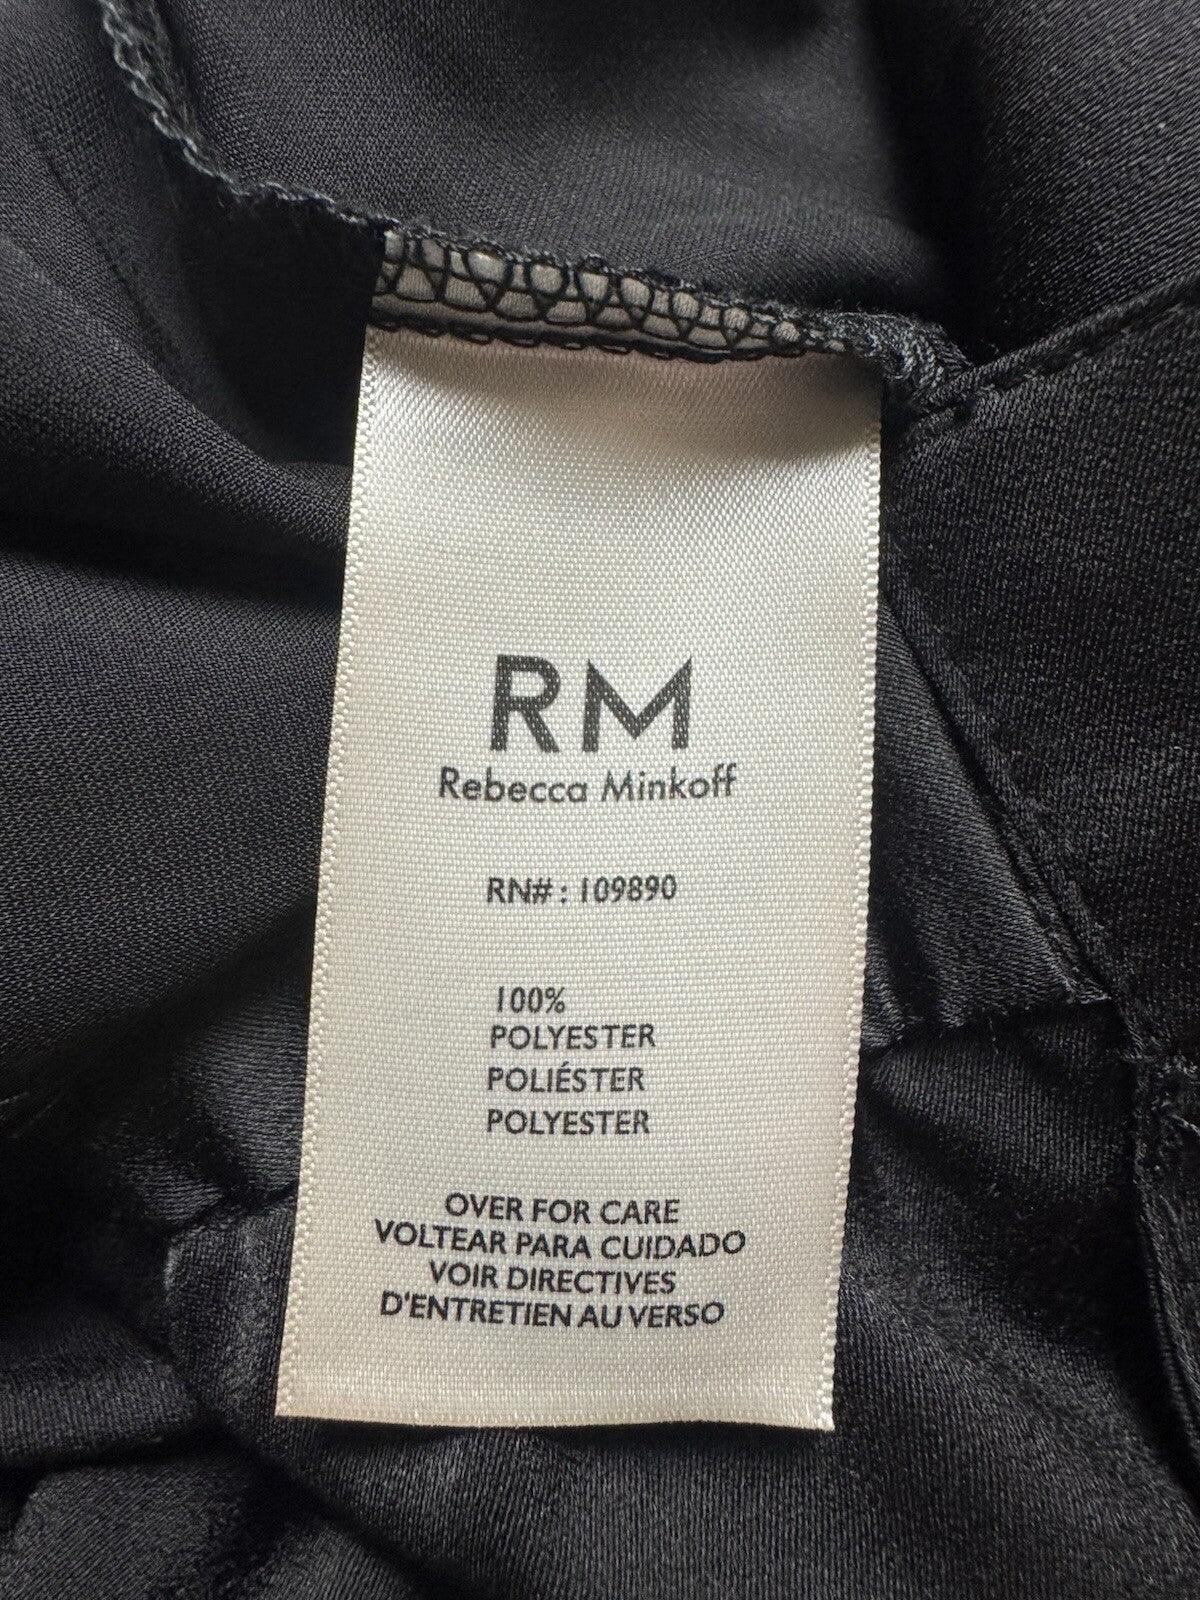 RM
Rebecca Minkoff
RN# : 109890
100%
POLYESTER
POLIÉSTER
POLYESTER
OVER FOR CARE
VOLTEAR PARA CUIDADO
VOIR DIRECTIVES
D'ENTRETIEN AU VERSO